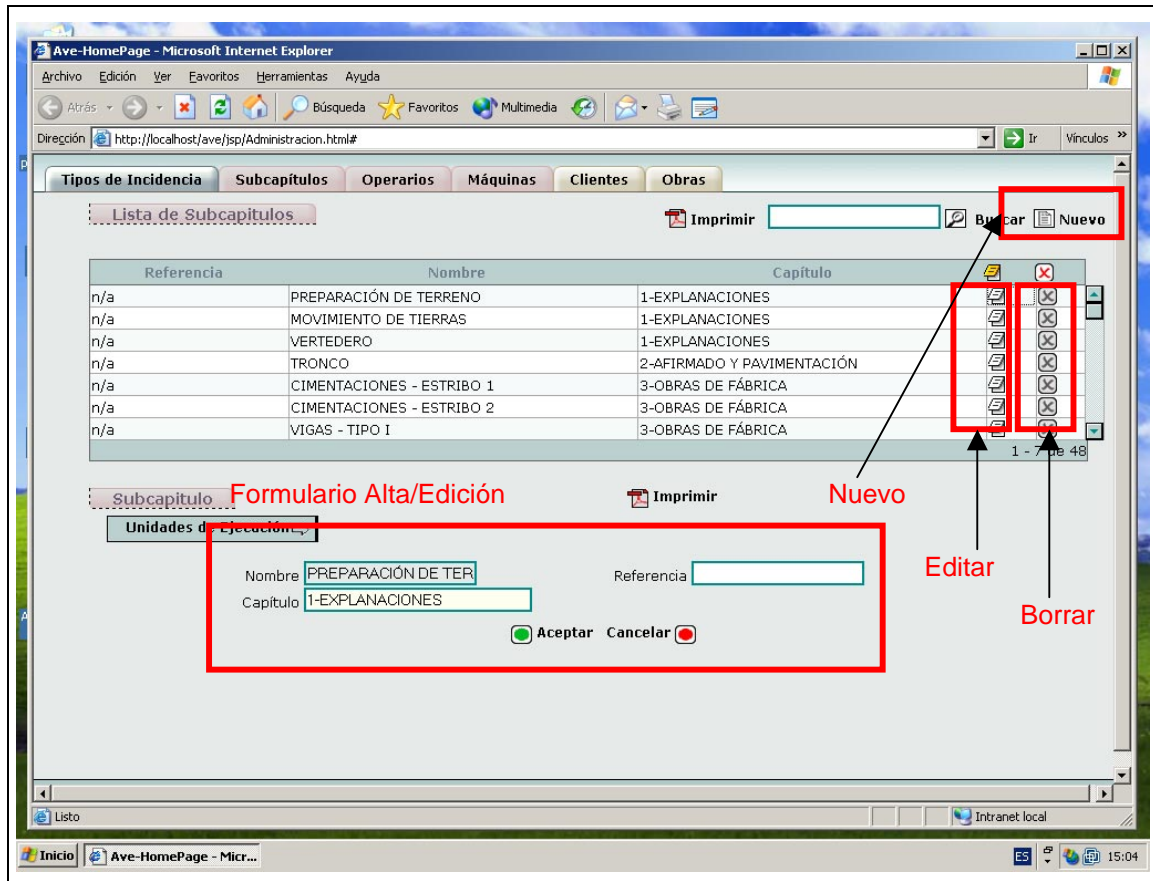 Ave-HomePage - Microsoft Internet Explorer
Archivo Edición Ver Favoritos Herramientas Ayuda
Atrás Búsqueda Favoritos Multimedia
Dirección http://localhost/ave/jsp/Administracion.html# Ir Vínculos »
Tipos de Incidencia Subcapítulos Operarios Máquinas Clientes Obras
Lista de Subcapitulos Imprimir Buscar Nuevo
Referencia Nombre Capítulo
n/a PREPARACIÓN DE TERRENO 1-EXPLANACIONES
n/a MOVIMIENTO DE TIERRAS 1-EXPLANACIONES
n/a VERTEDERO 1-EXPLANACIONES
n/a TRONCO 2-AFIRMADO Y PAVIMENTACIÓN
n/a CIMENTACIONES - ESTRIBO 1 3-OBRAS DE FÁBRICA
n/a CIMENTACIONES - ESTRIBO 2 3-OBRAS DE FÁBRICA
n/a VIGAS - TIPO I 3-OBRAS DE FÁBRICA
1 - 7 de 48
Subcapitulo Formulario Alta/Edición Imprimir Nuevo
Unidades de Ejecución
Editar
Nombre PREPARACIÓN DE TER Referencia
Capítulo 1-EXPLANACIONES
Borrar
Aceptar Cancelar
Listo Intranet local
Inicio Ave-HomePage - Micr... ES 15:04